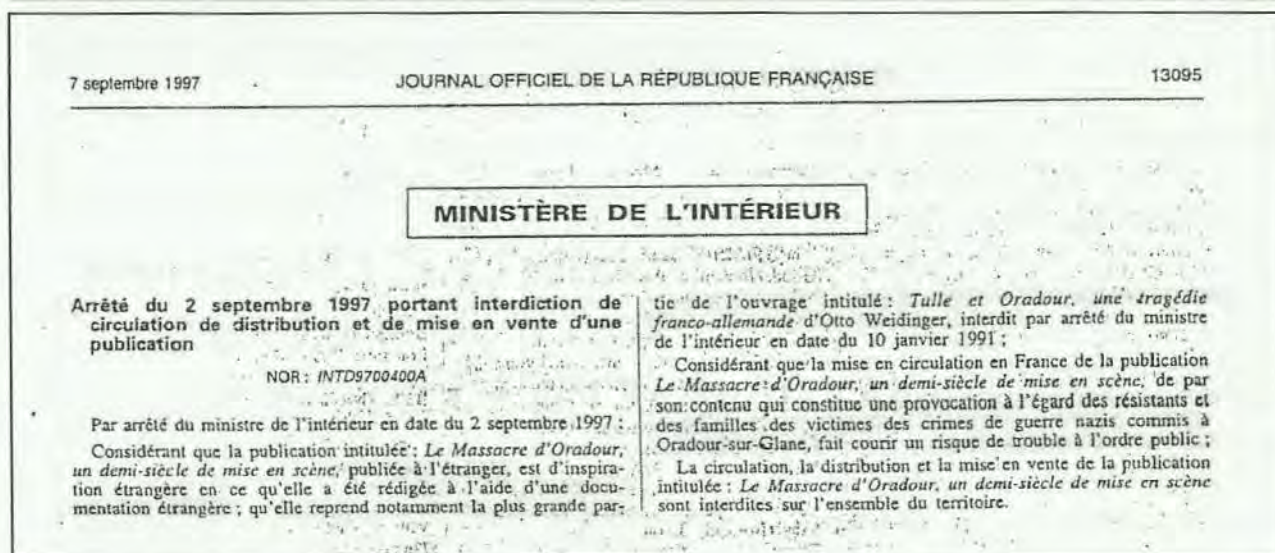 7 septembre 1997
JOURNAL OFFICIEL DE LA RÉPUBLIQUE FRANÇAISE
13095
MINISTÈRE DE L'INTÉRIEUR
Arrêté du 2 septembre 1997 portant interdiction de
circulation de distribution et de mise en vente d'une
publication
NOR : INTD9700400A
Par arrêté du ministre de l'intérieur en date du 2 septembre 1997 :
Considérant que la publication intitulée : Le Massacre d'Oradour,
un demi-siècle de mise en scène, publiée à l'étranger, est d'inspira-
tion étrangère en ce qu'elle a été rédigée à l'aide d'une docu-
mentation étrangère ; qu'elle reprend notamment la plus grande par-
tie de l'ouvrage intitulé : Tulle et Oradour, une tragédie
franco-allemande d'Otto Weidinger, interdit par arrêté du ministre
de l'intérieur en date du 10 janvier 1991 ;
Considérant que la mise en circulation en France de la publication
Le Massacre d'Oradour, un demi-siècle de mise en scène, de par
son contenu qui constitue une provocation à l'égard des résistants et
des familles des victimes des crimes de guerre nazis commis à
Oradour-sur-Glane, fait courir un risque de trouble à l'ordre public ;
La circulation, la distribution et la mise en vente de la publication
intitulée : Le Massacre d'Oradour, un demi-siècle de mise en scène
sont interdites sur l'ensemble du territoire.